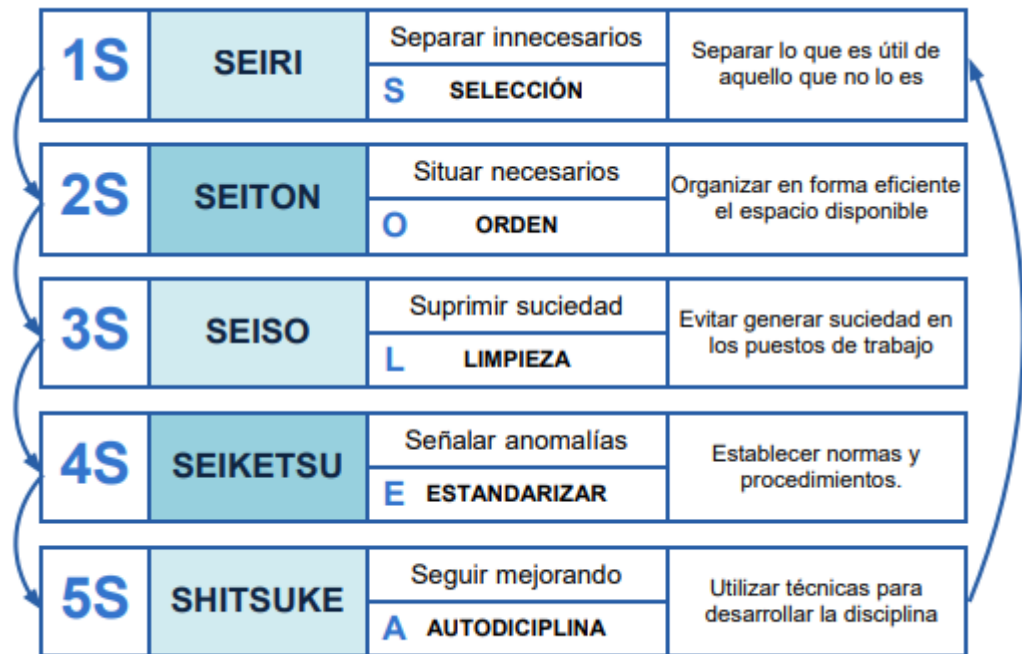 1S
SEIRI
Separar innecesarios
S SELECCIÓN
Separar lo que es útil de
aquello que no lo es
2S
SEITON
Situar necesarios
O ORDEN
Organizar en forma eficiente
el espacio disponible
3S
SEISO
Suprimir suciedad
L LIMPIEZA
Evitar generar suciedad en
los puestos de trabajo
4S
SEIKETSU
Señalar anomalías
E ESTANDARIZAR
Establecer normas y
procedimientos.
5S
SHITSUKE
Seguir mejorando
A AUTODICIPLINA
Utilizar técnicas para
desarrollar la disciplina